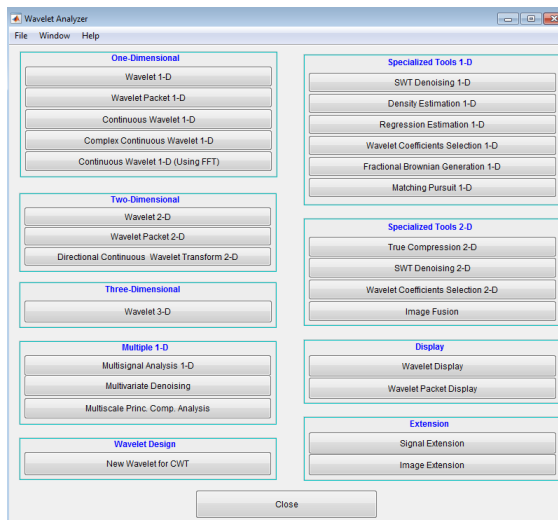 Wavelet Analyzer
File Window Help
One-Dimensional
Wavelet 1-D
Wavelet Packet 1-D
Continuous Wavelet 1-D
Complex Continuous Wavelet 1-D
Continuous Wavelet 1-D (Using FFT)
Two-Dimensional
Wavelet 2-D
Wavelet Packet 2-D
Directional Continuous Wavelet Transform 2-D
Three-Dimensional
Wavelet 3-D
Multiple 1-D
Multisignal Analysis 1-D
Multivariate Denoising
Multiscale Princ. Comp. Analysis
Wavelet Design
New Wavelet for CWT
Specialized Tools 1-D
SWT Denoising 1-D
Density Estimation 1-D
Regression Estimation 1-D
Wavelet Coefficients Selection 1-D
Fractional Brownian Generation 1-D
Matching Pursuit 1-D
Specialized Tools 2-D
True Compression 2-D
SWT Denoising 2-D
Wavelet Coefficients Selection 2-D
Image Fusion
Display
Wavelet Display
Wavelet Packet Display
Extension
Signal Extension
Image Extension
Close